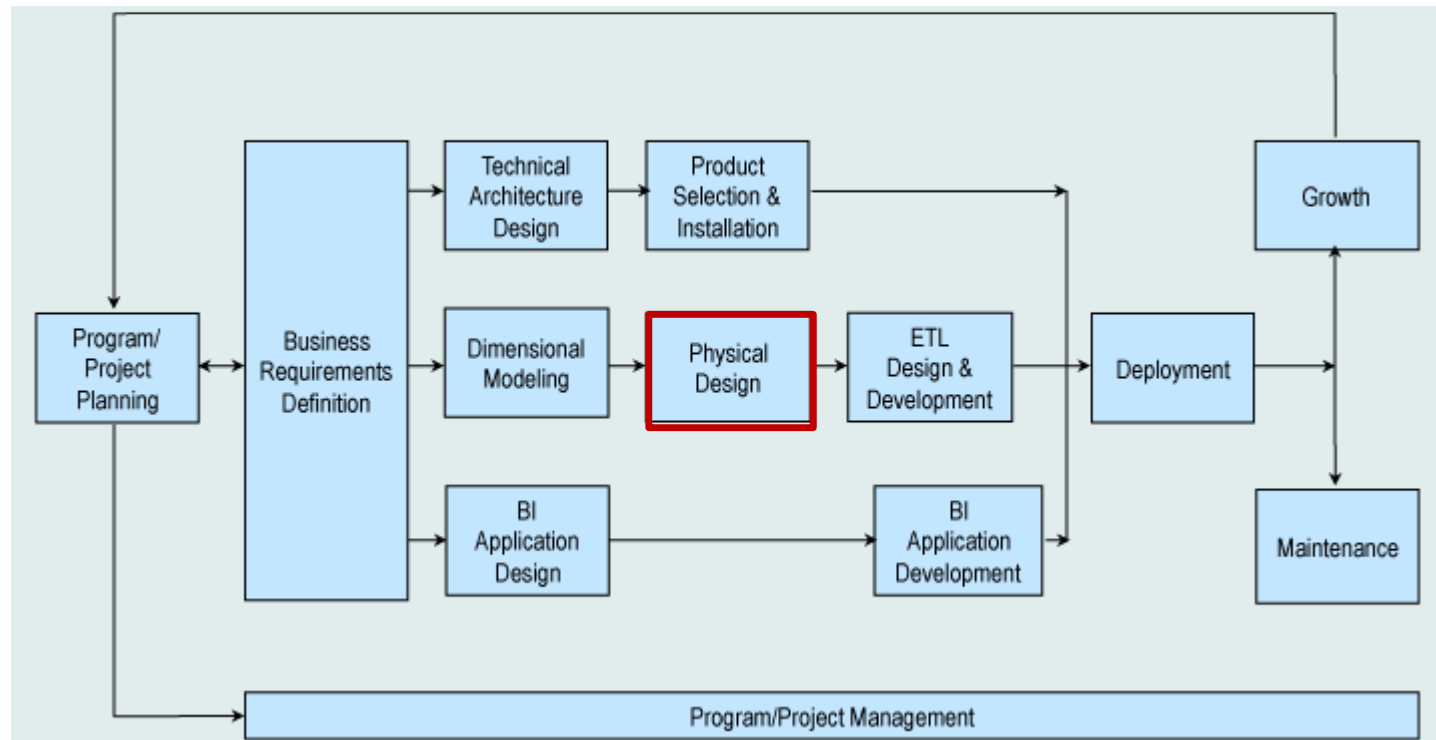 Technical
Architecture
Design
Product
Selection &
Installation
Growth
Program/
Project
Planning
Business
Requirements
Definition
Dimensional
Modeling
Physical
Design
ETL
Design &
Development
Deployment
BI
Application
Design
BI
Application
Development
Maintenance
Program/Project Management